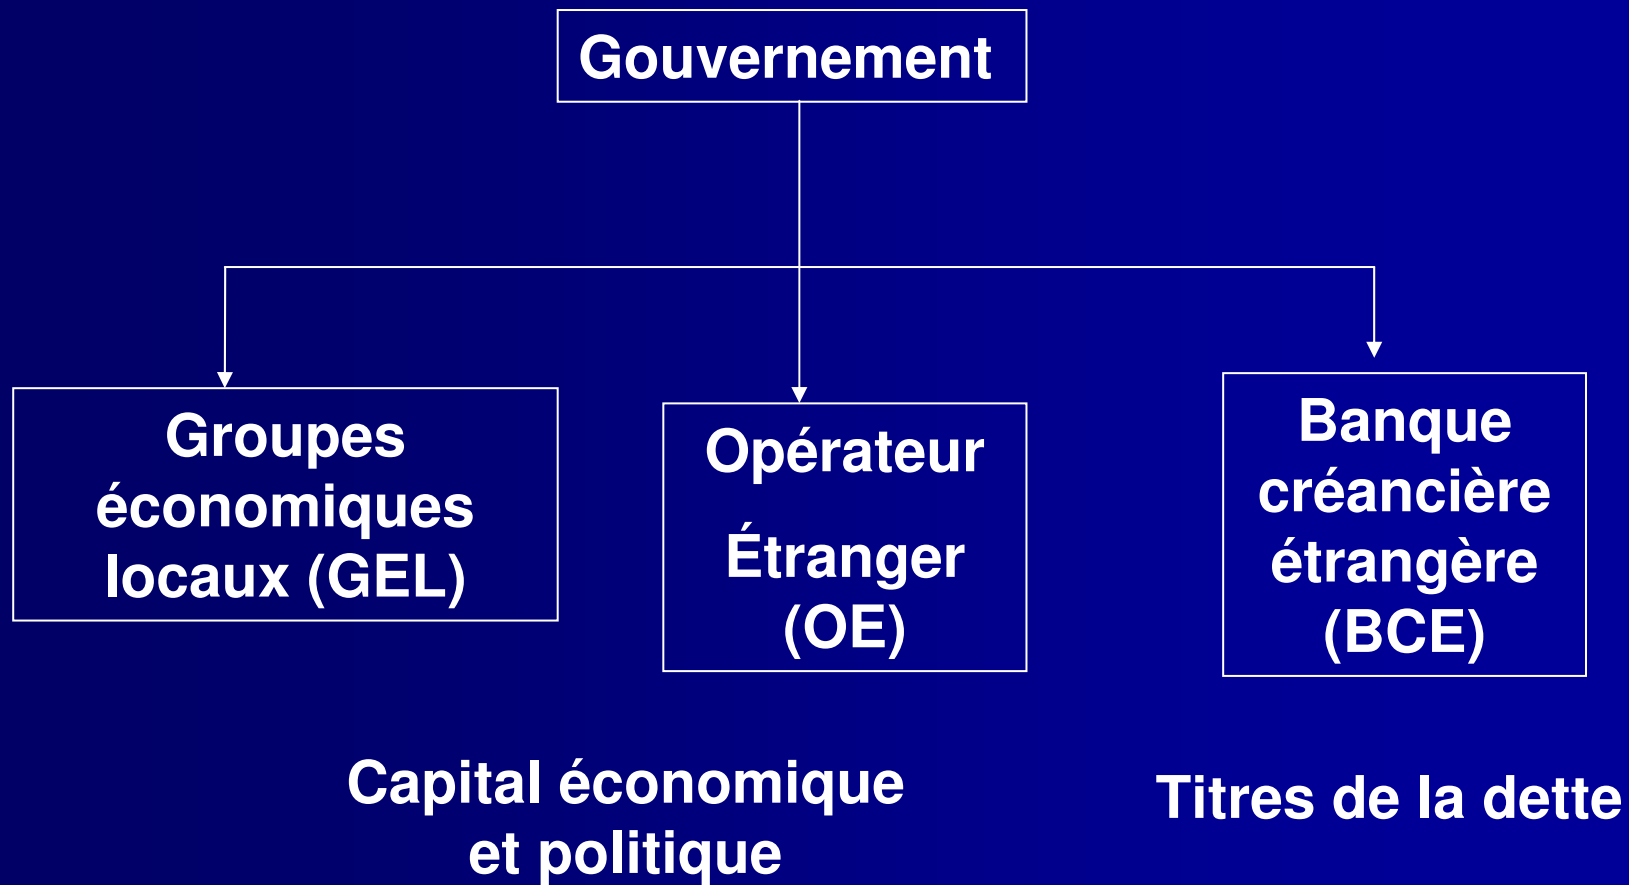 Gouvernement
Groupes
économiques
locaux (GEL)
Opérateur
Étranger
(OE)
Banque
créancière
étrangère
(BCE)
Capital économique
et politique
Titres de la dette